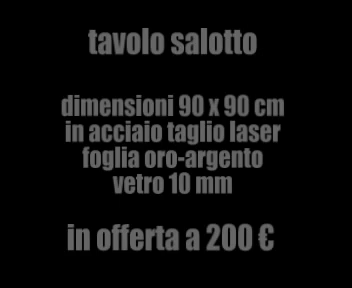 tavolo salotto
dimensioni 90 x 90 cm
in acciaio taglio laser
foglia oro-argento
vetro 10 mm
in offerta a 200 €